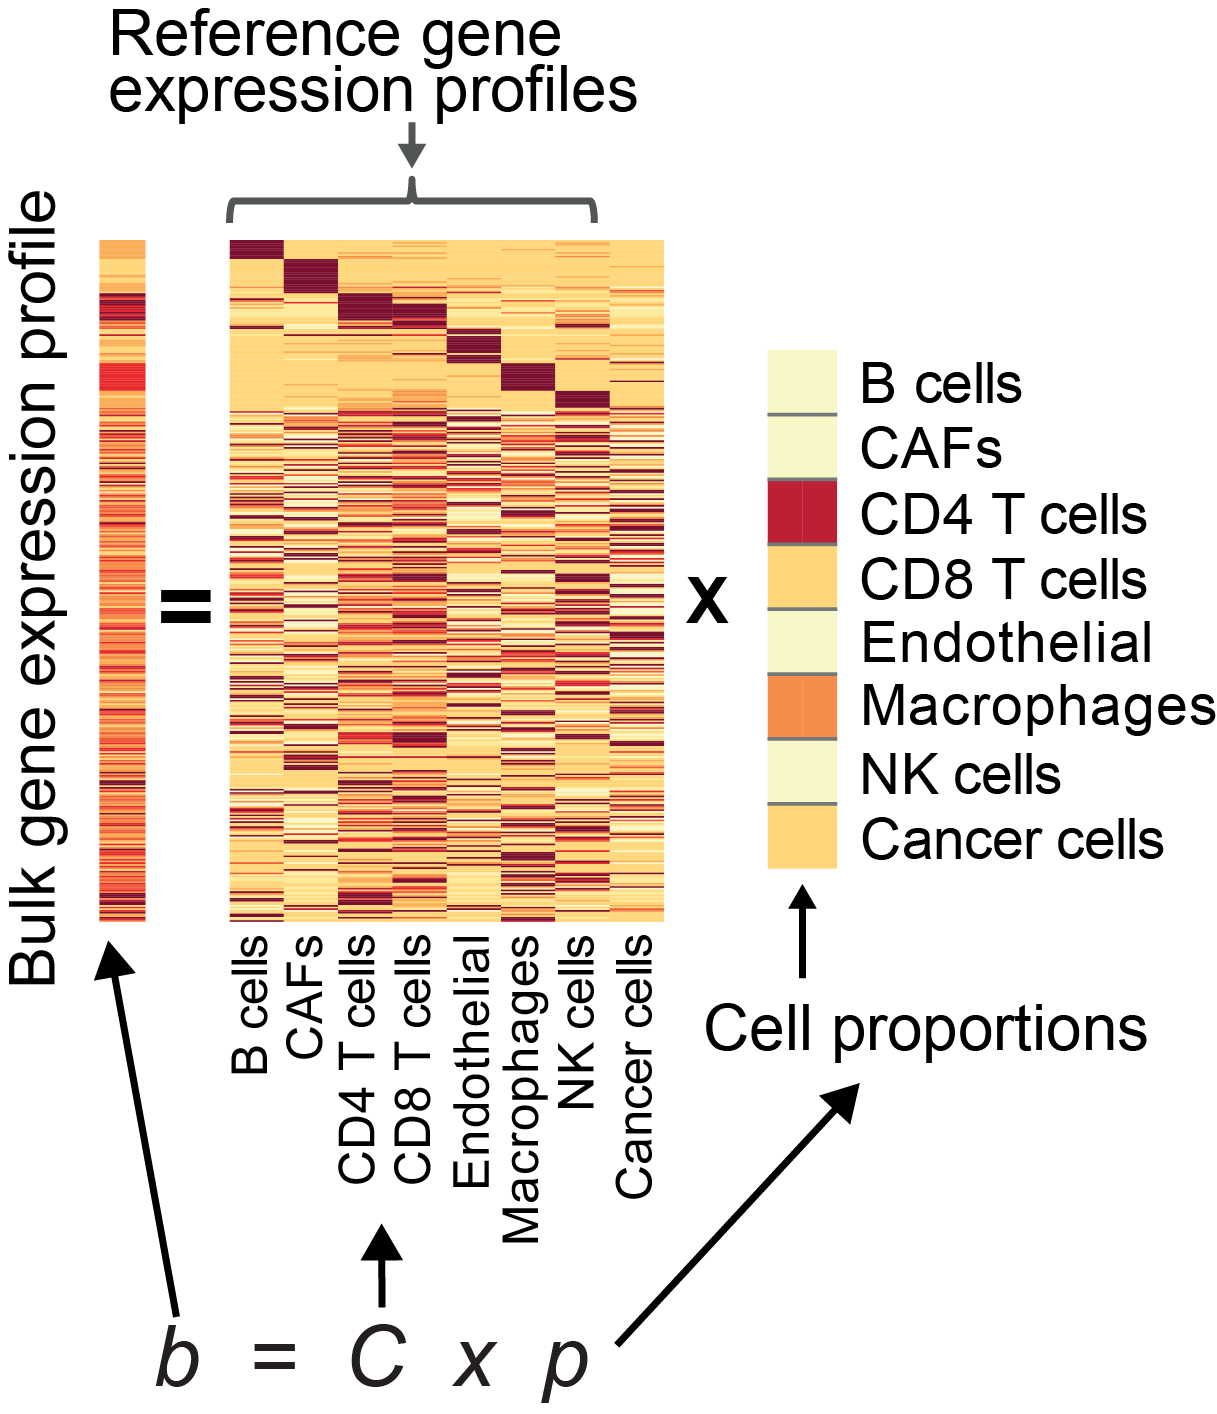 Reference gene
expression profiles
Bulk gene expression profile
=
x
B cells
CAFs
CD4 T cells
CD8 T cells
Endothelial
Macrophages
NK cells
Cancer cells
B cells
CAFs
CD4 T cells
CD8 T cells
Endothelial
Macrophages
NK cells
Cancer cells
Cell proportions
b = C x p